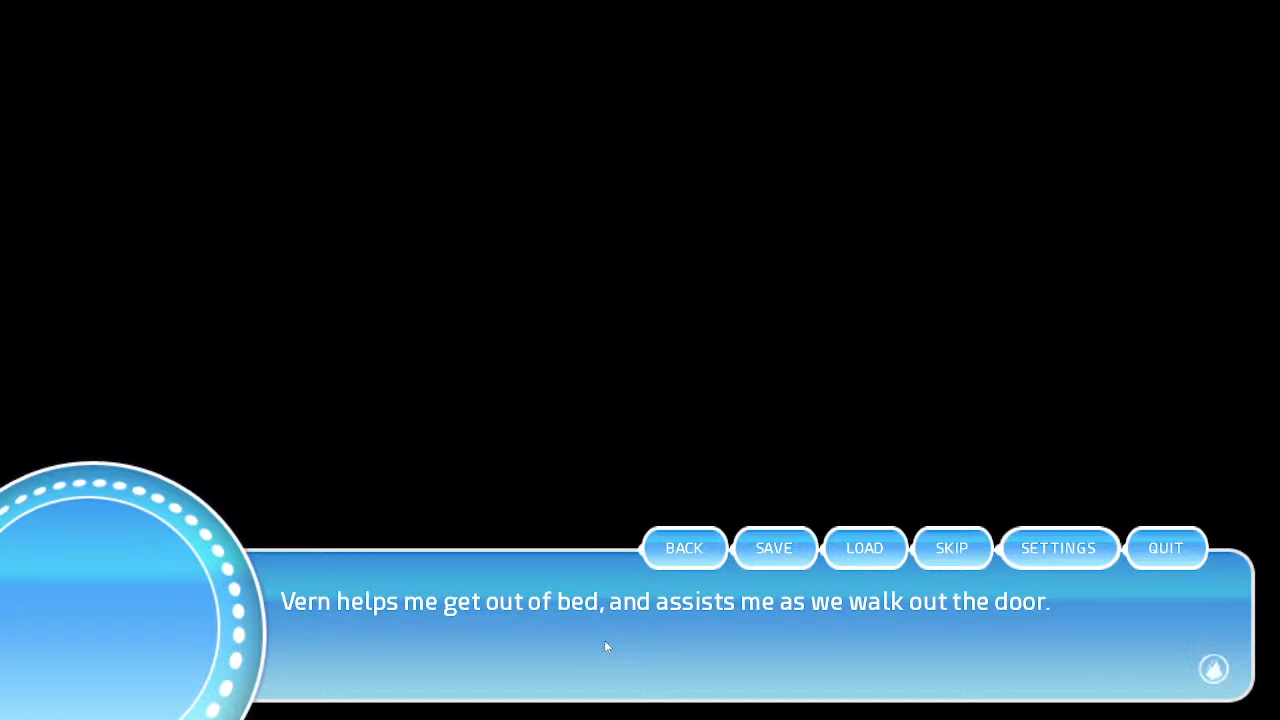 BACK SAVE LOAD SKIP SETTINGS QUIT
Vern helps me get out of bed, and assists me as we walk out the door.